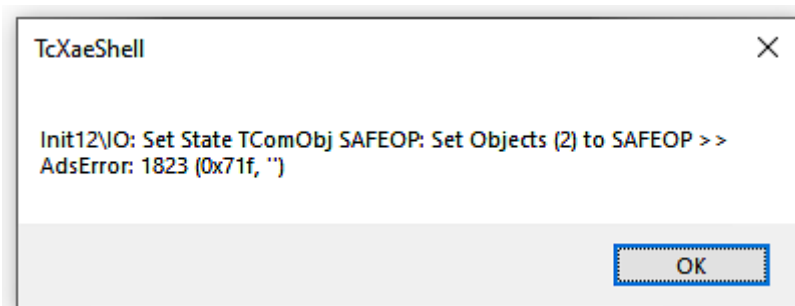 TcXaeShell
Init12\IO: Set State TComObj SAFEOP: Set Objects (2) to SAFEOP >>
AdsError: 1823 (0x71f, '')
OK